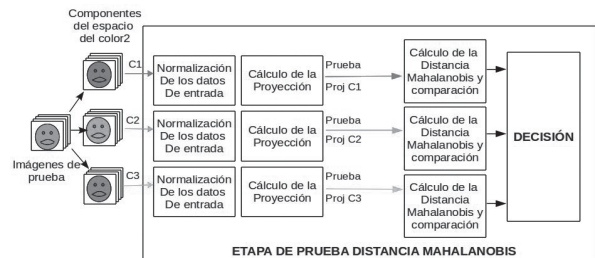 Componentes
del espacio
del color2
C1
Normalización
De los datos
De entrada
Cálculo de la
Proyección
Prueba
Proj C1
Cálculo de la
Distancia
Mahalanobis y
comparación
C2
Normalización
De los datos
De entrada
Cálculo de la
Proyección
Prueba
Proj C2
Cálculo de la
Distancia
Mahalanobis y
comparación
DECISIÓN
Imágenes de
prueba
C3
Normalización
De los datos
De entrada
Cálculo de la
Proyección
Prueba
Proj C3
Cálculo de la
Distancia
Mahalanobis y
comparación
ETAPA DE PRUEBA DISTANCIA MAHALANOBIS